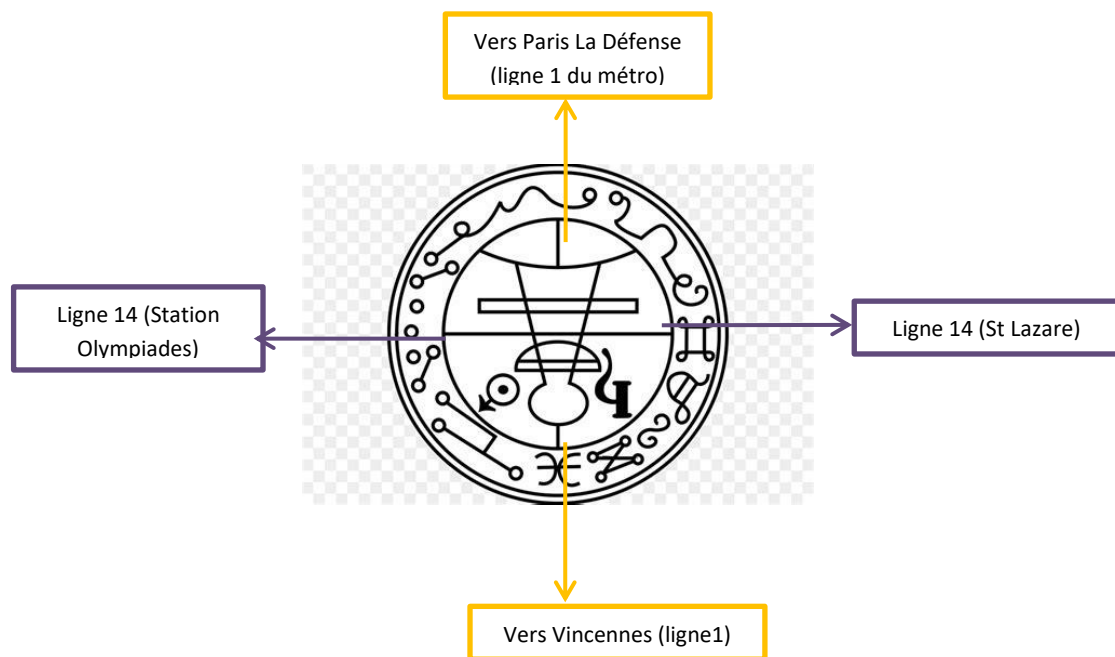 Vers Paris La Défense
(ligne 1 du métro)
Ligne 14 (Station
Olympiades)
Ligne 14 (St Lazare)
Vers Vincennes (ligne1)